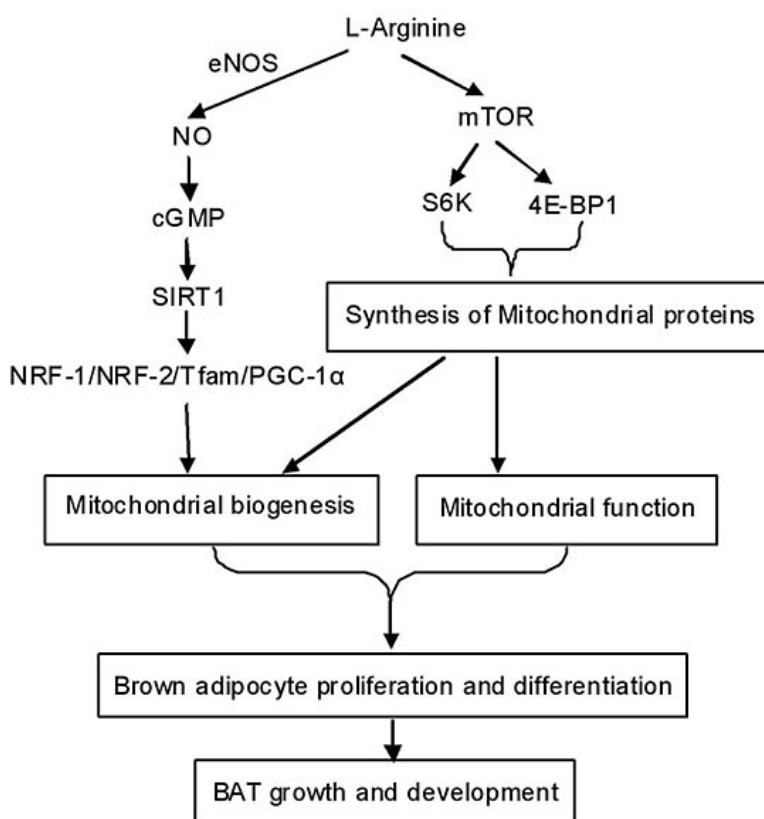 L-Arginine
eNOS
NO
mTOR
cGMP
S6K
4E-BP1
SIRT1
Synthesis of Mitochondrial proteins
NRF-1/NRF-2/Tfam/PGC-1α
Mitochondrial biogenesis
Mitochondrial function
Brown adipocyte proliferation and differentiation
BAT growth and development